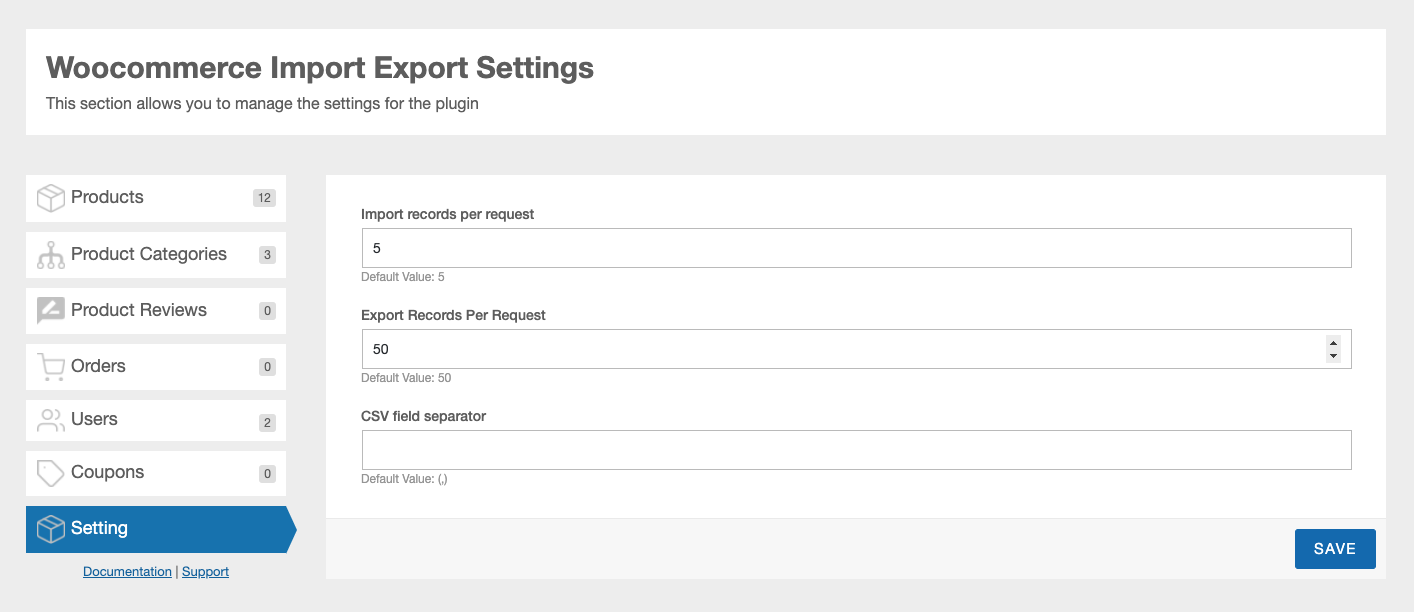 Woocommerce Import Export Settings
This section allows you to manage the settings for the plugin
Products 12
Product Categories 3
Product Reviews 0
Orders 0
Users 2
Coupons 0
Setting
Documentation | Support
Import records per request
5
Default Value: 5
Export Records Per Request
50
Default Value: 50
CSV field separator
Default Value: (,)
SAVE